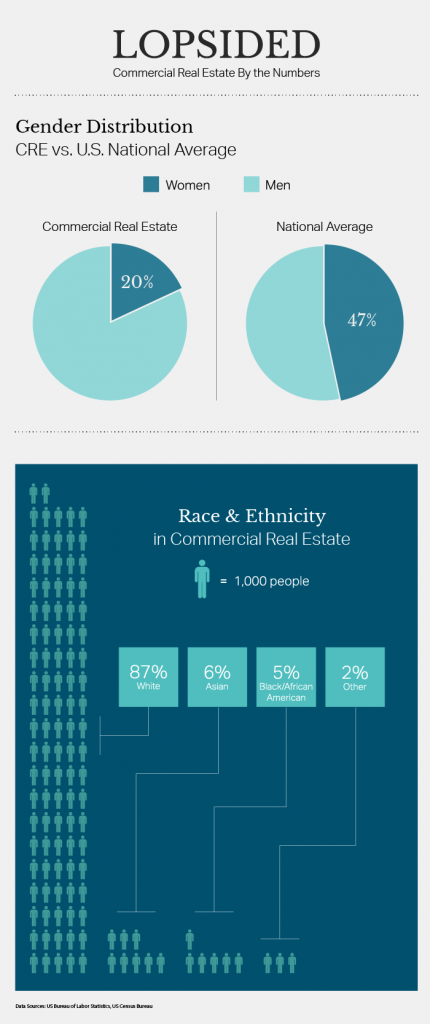 LOPSIDED
Commercial Real Estate By the Numbers
Gender Distribution
CRE vs. U.S. National Average
Women
Men
Commercial Real Estate
National Average
20%
47%
Race & Ethnicity
in Commercial Real Estate
= 1,000 people
87%
White
6%
Asian
5%
Black/African
American
2%
Other
Data Sources: US Bureau of Labor Statistics, US Census Bureau